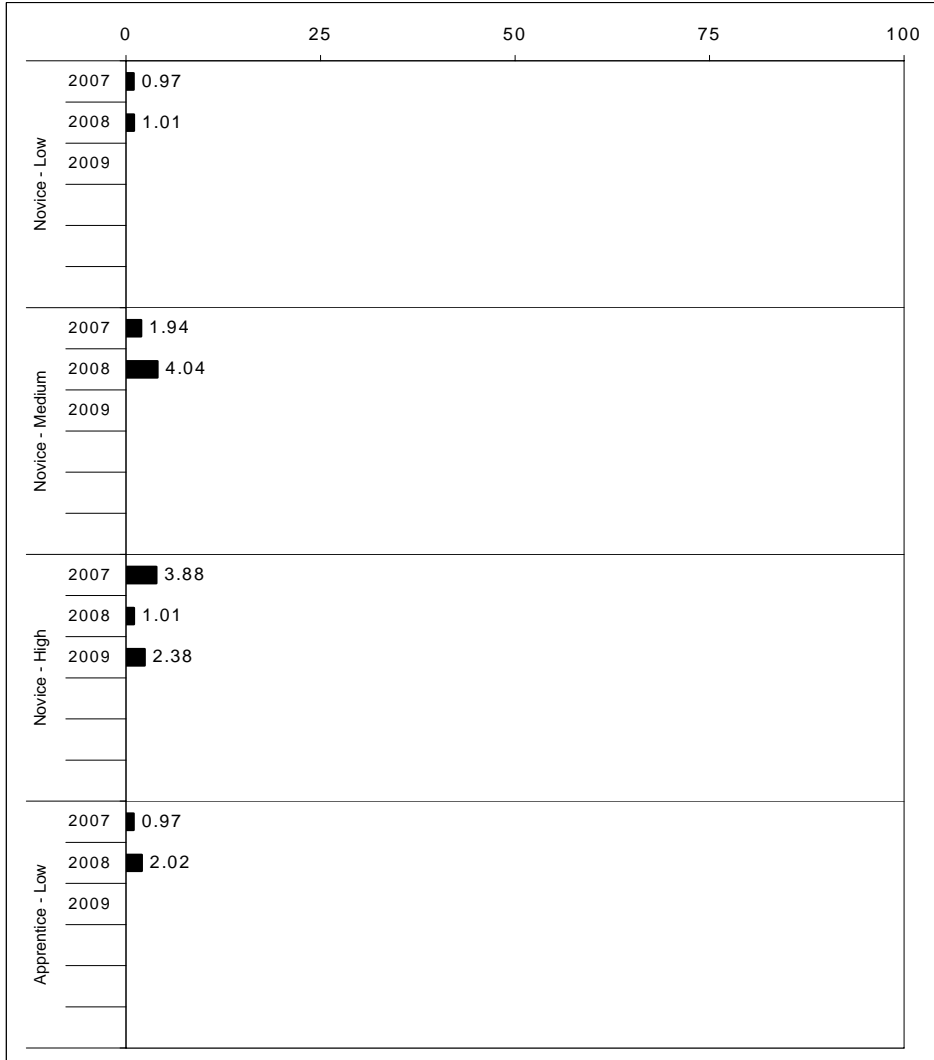 0 25 50 75 100
Novice - Low
2007 0.97
2008 1.01
2009
Novice - Medium
2007 1.94
2008 4.04
2009
Novice - High
2007 3.88
2008 1.01
2009 2.38
Apprentice - Low
2007 0.97
2008 2.02
2009